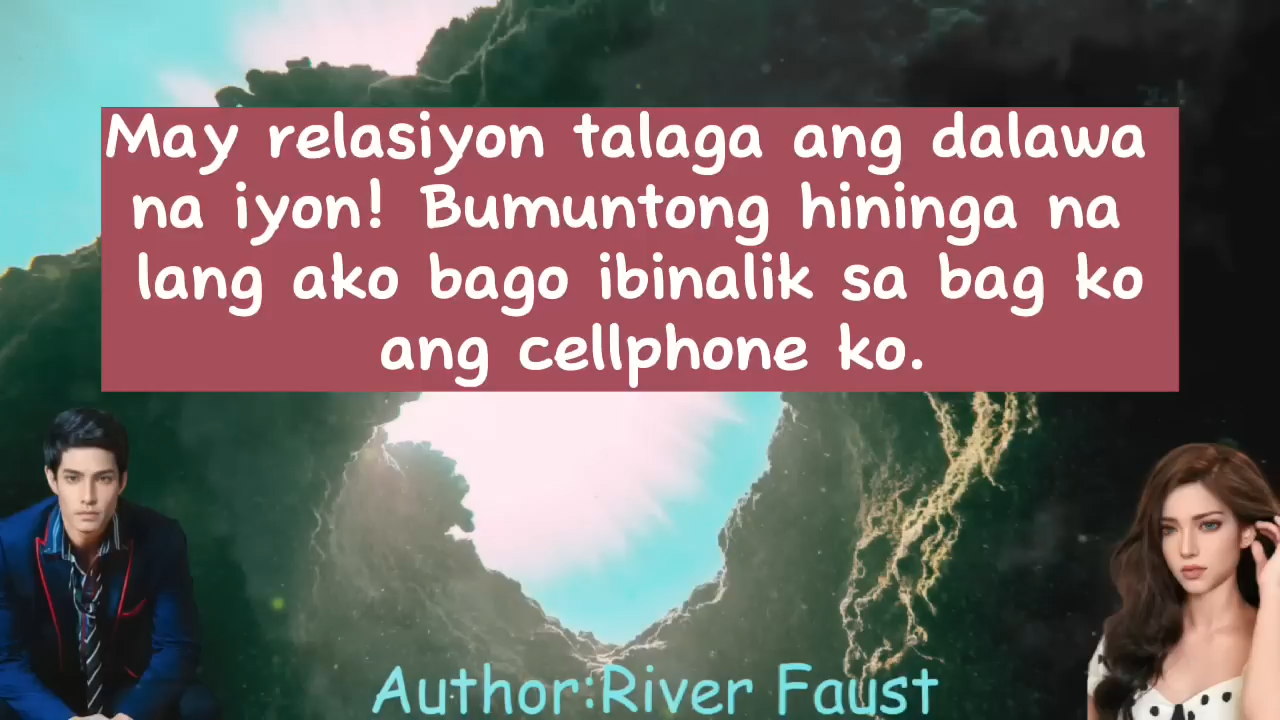 May relasiyon talaga ang dalawa
na iyon! Bumuntong hininga na
lang ako bago ibinalik sa bag ko
ang cellphone ko.
Author:River Faust